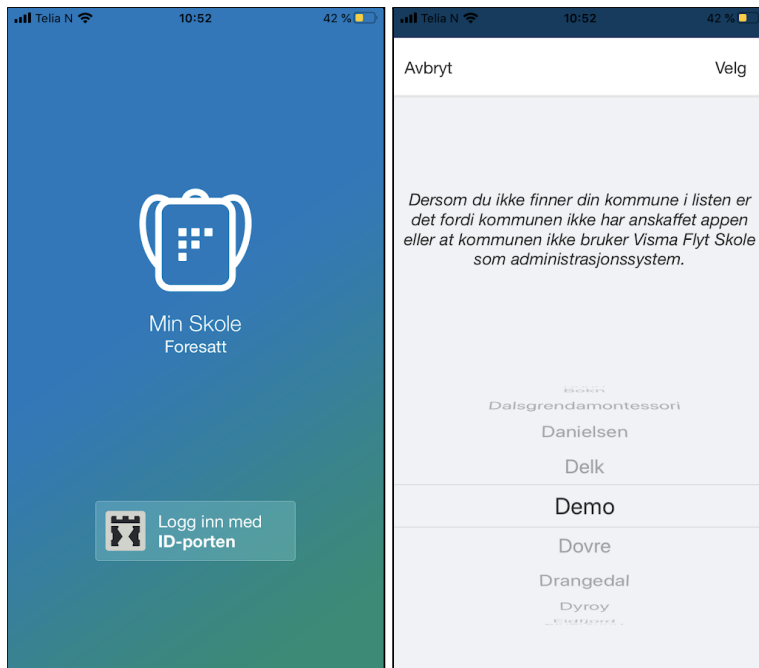 Telia N 10:52 42 %
Min Skole
Foresatt
Logg inn med
ID-porten
Telia N 10:52 42 %
Avbryt Velg
Dersom du ikke finner din kommune i listen er
det fordi kommunen ikke har anskaffet appen
eller at kommunen ikke bruker Visma Flyt Skole
som administrasjonssystem.
Bokn
Dalsgrendamontessori
Danielsen
Delk
Demo
Dovre
Drangedal
Dyroy
Eidfjord